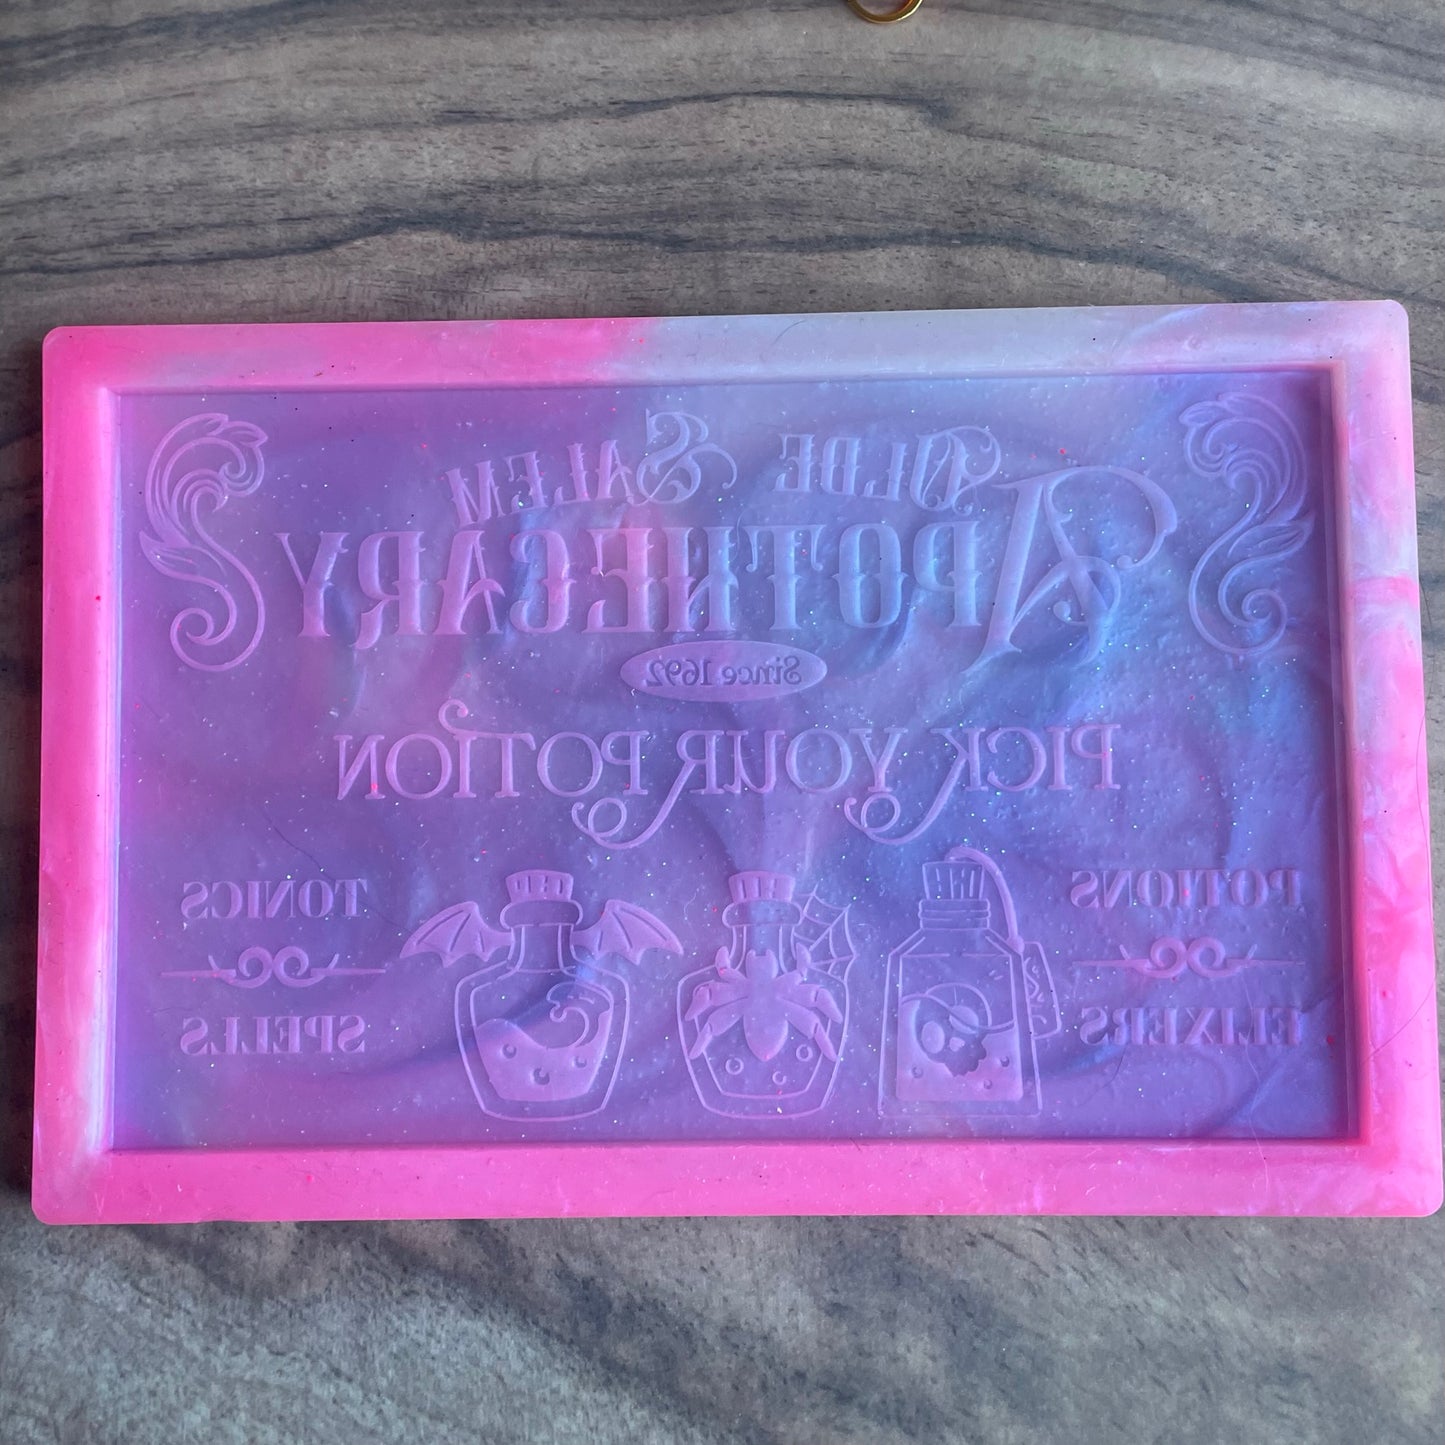 OLDE SALEM
APOTHECARY
Since 1692
PICK YOUR POTION
POTIONS
ELIXERS
TONICS
SPELLS